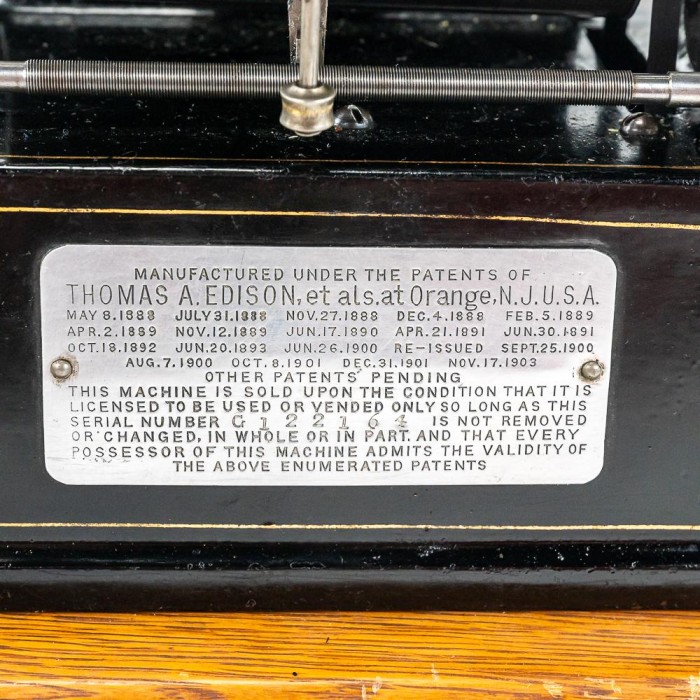 MANUFACTURED UNDER THE PATENTS OF
THOMAS A. EDISON, et als. at Orange, N.J.U.S.A.
MAY 8.1888 JULY 31.1888 NOV.27.1888 DEC.4.1888 FEB.5.1889
APR.2.1889 NOV.12.1889 JUN.17.1890 APR.21.1891 JUN.30.1891
OCT.18.1892 JUN.20.1893 JUN.26.1900 RE-ISSUED SEPT.25.1900
AUG.7.1900 OCT.8.1901 DEC.31.1901 NOV.17.1903
OTHER PATENTS PENDING
THIS MACHINE IS SOLD UPON THE CONDITION THAT IT IS
LICENSED TO BE USED OR VENDED ONLY SO LONG AS THIS
SERIAL NUMBER IS NOT REMOVED
OR CHANGED, IN WHOLE OR IN PART. AND THAT EVERY
POSSESSOR OF THIS MACHINE ADMITS THE VALIDITY OF
THE ABOVE ENUMERATED PATENTS